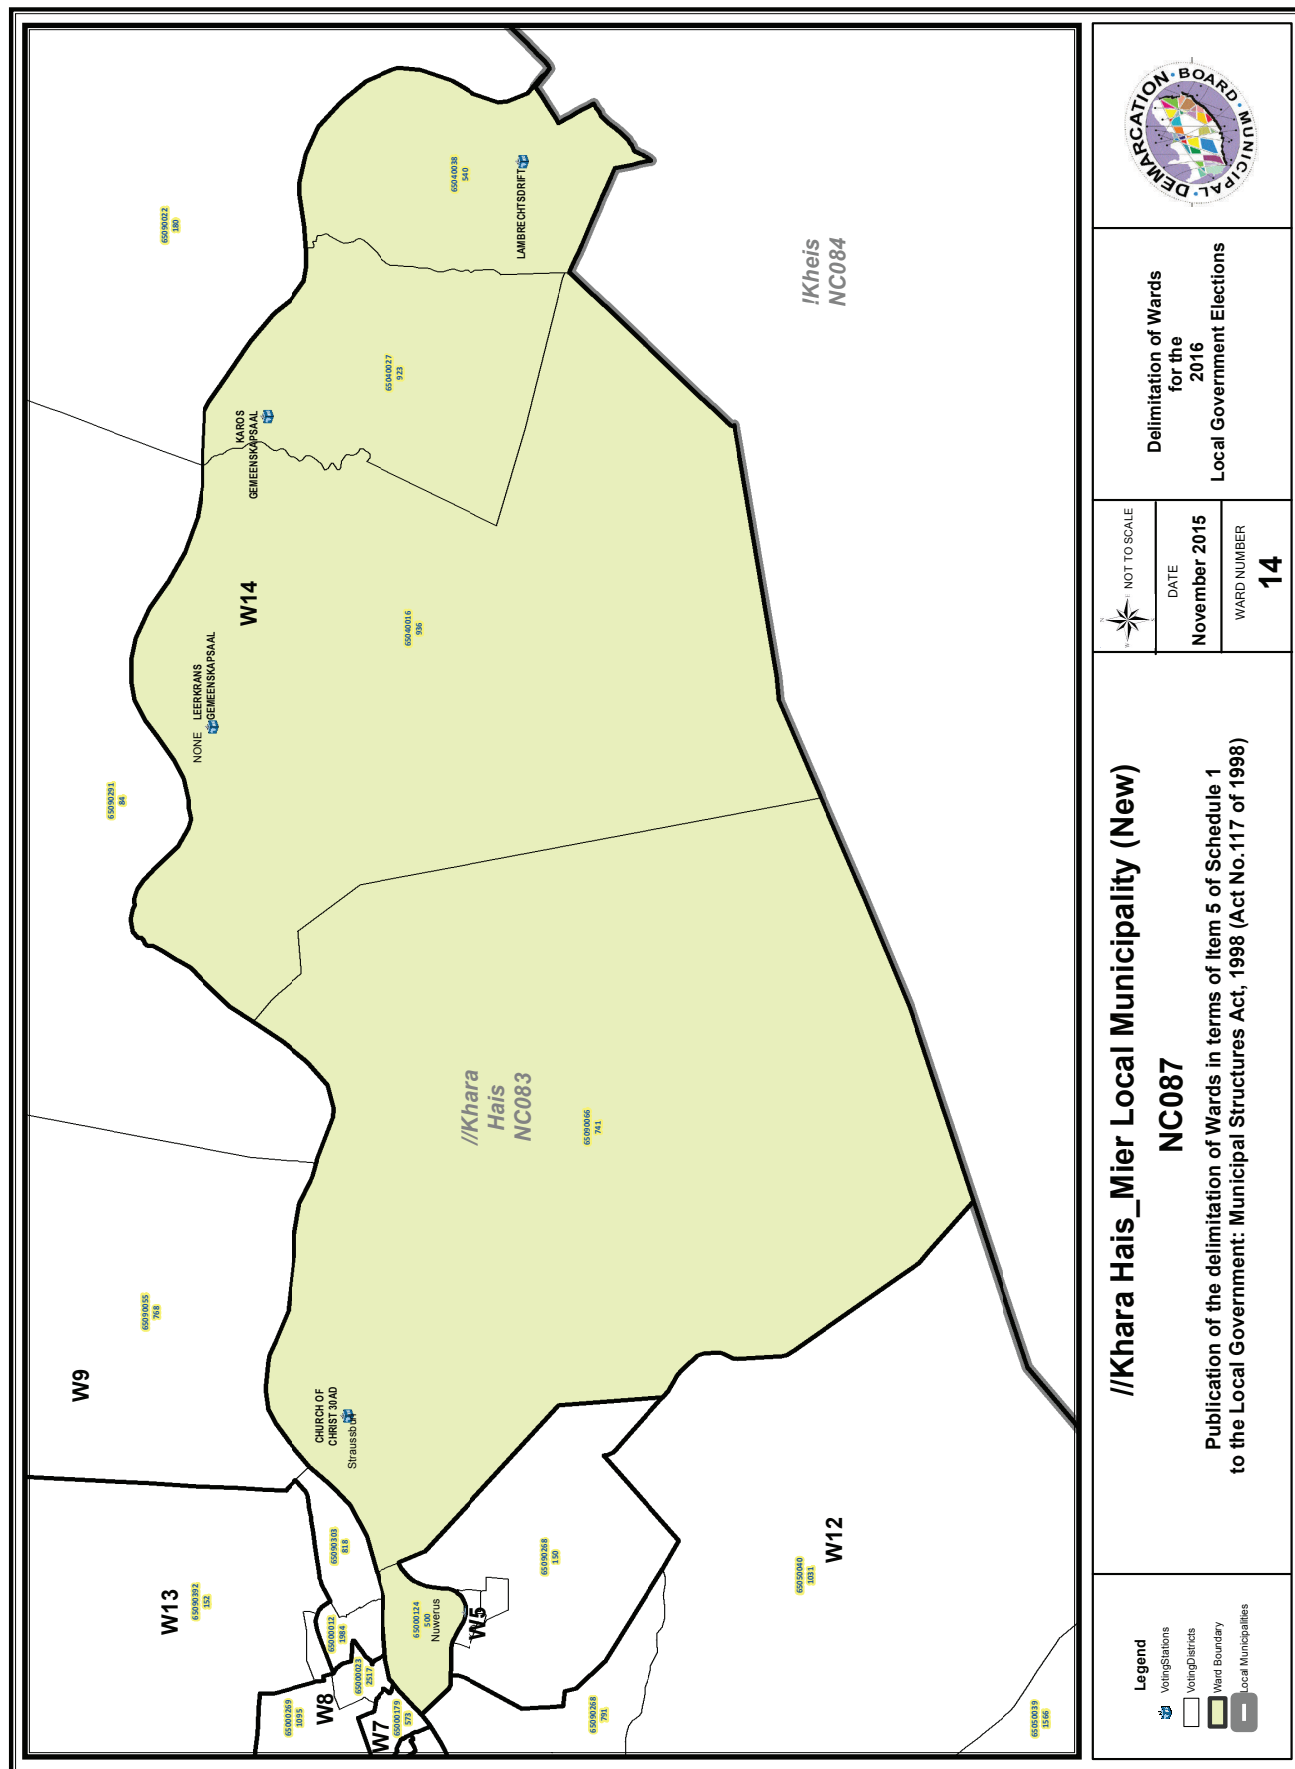 W9
W13
W8
W7
W5
W12
W14
65090022
180
65090291
84
65090055
768
65090392
152
65090303
818
65000012
1984
65000023
2517
65000269
1095
65000179
573
65000124
500
Nuwerus
65090268
150
65090268
791
65050040
1031
65050039
1566
65090066
741
65040016
936
65040027
923
65040038
540
CHURCH OF
CHRIST 30AD
NONE
LEERKRANS
GEMEENSKAPSAAL
KAROS
GEMEENSKAPSAAL
LAMBRECHTSDRIFT
//Khara
Hais
NC083
!Kheis
NC084
Legend
VotingStations
VotingDistricts
Ward Boundary
Local Municipalities
//Khara Hais_Mier Local Municipality (New)
NC087
Publication of the delimitation of Wards in terms of Item 5 of Schedule 1
to the Local Government: Municipal Structures Act, 1998 (Act No.117 of 1998)
N
E
S
W
NOT TO SCALE
DATE
November 2015
WARD NUMBER
14
Delimitation of Wards
for the
2016
Local Government Elections
MUNICIPAL · DEMARCATION · BOARD